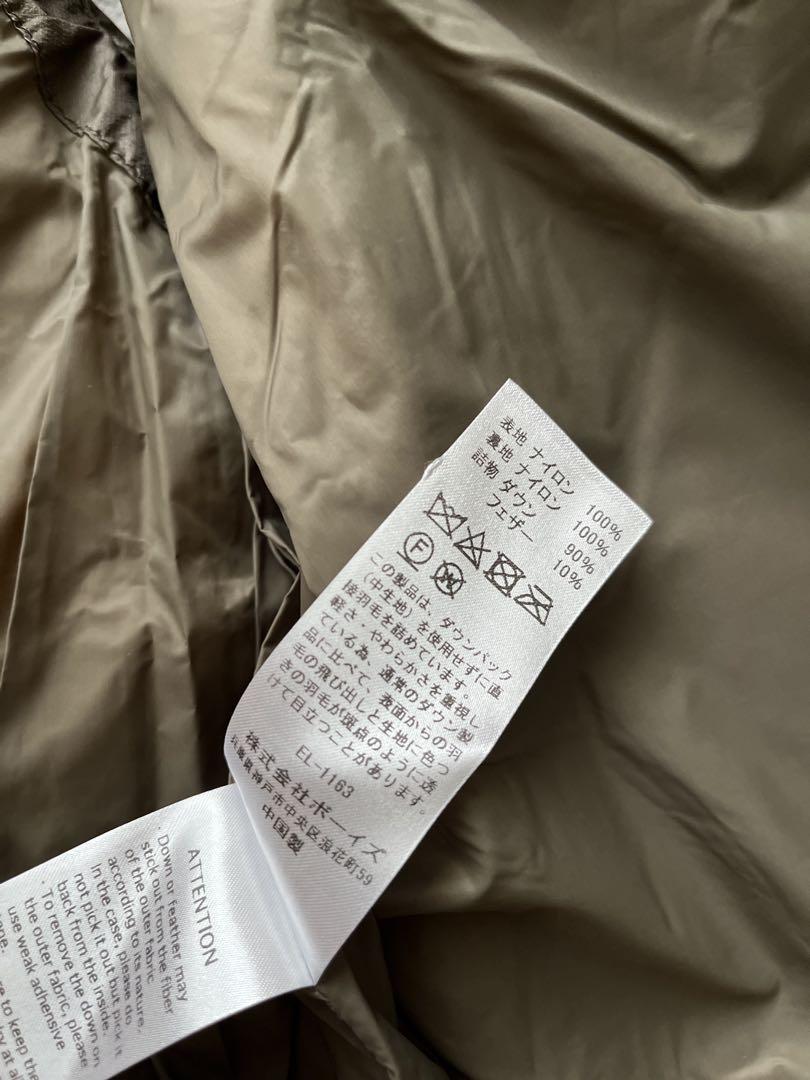 表地 ナイロン 100%
裏地 ナイロン 100%
詰物 ダウン 90%
フェザー 10%
F
W
この製品は、ダウンパック
(中生地)を使用せずに直
接羽毛を詰めています。
軽さ、やわらかさを重視し
ている為、通常のダウン製
品に比べて、表面からの羽
毛の飛び出しと生地に色つ
きの羽毛が斑点のように透
けて目立つことがあります。
EL-1163
株式会社ボーイズ
兵庫県神戸市中央区浪花町59
中国製
ATTENTION
· Down or feather may
stick out from the fiber
of the outer fabric
according to its nature.
In the case, please do
not pick it out but pick it
back from the inside.
· To remove the down on
the outer fabric, please
use weak adhensive
to keep the